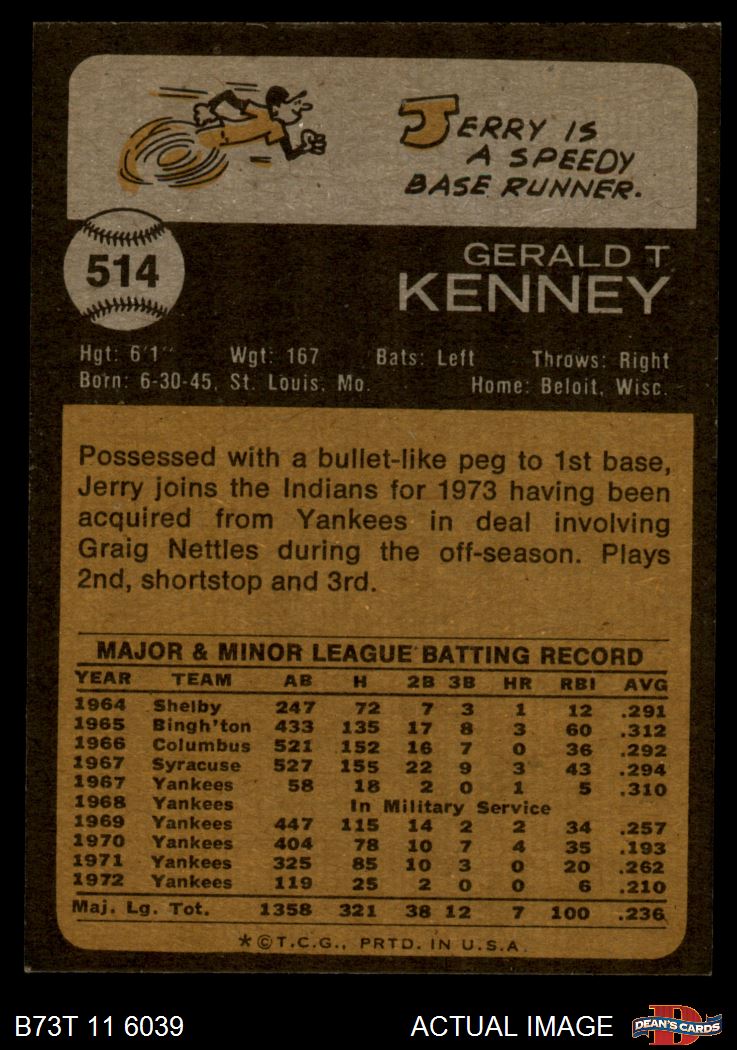 JERRY IS
A SPEEDY
BASE RUNNER.
514
GERALD T
KENNEY
Hgt: 6'1" Wgt: 167 Bats: Left Throws: Right
Born: 6-30-45, St. Louis, Mo. Home: Beloit, Wisc.
Possessed with a bullet-like peg to 1st base,
Jerry joins the Indians for 1973 having been
acquired from Yankees in deal involving
Graig Nettles during the off-season. Plays
2nd, shortstop and 3rd.
MAJOR & MINOR LEAGUE BATTING RECORD
YEAR TEAM AB H 2B 3B HR RBI AVG
1964 Shelby 247 72 7 3 1 12 .291
1965 Bingh'ton 433 135 17 8 3 60 .312
1966 Columbus 521 152 16 7 0 36 .292
1967 Syracuse 527 155 22 9 3 43 .294
1967 Yankees 58 18 2 0 1 5 .310
1968 Yankees In Military Service
1969 Yankees 447 115 14 2 2 34 .257
1970 Yankees 404 78 10 7 4 35 .193
1971 Yankees 325 85 10 3 0 20 .262
1972 Yankees 119 25 2 0 0 6 .210
Maj. Lg. Tot. 1358 321 38 12 7 100 .236
*©T.C.G., PRTD. IN U.S.A.
B73T 11 6039 ACTUAL IMAGE DEAN'S CARDS